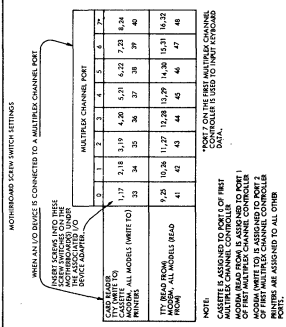 MOTHERBOARD SCREW SWITCH SETTINGS
WHEN AN I/O DEVICE IS CONNECTED TO A MULTIPLEX CHANNEL PORT
INSERT SCREWS INTO THESE
SCREW SWITCHES ON THE
MOTHERBOARD(S) UNDER
THE ASSOCIATED I/O
DEVICE ADAPTER.
MULTIPLEX CHANNEL PORT
0 1 2 3 4 5 6 7*
CARD READER
TTY (WRITE TO)
CASSETTE
MODEM, ALL MODELS (WRITE TO)
PRINTERS
1,17 2,18 3,19 4,20 5,21 6,22 7,23 8,24
33 34 35 36 37 38 39 40
TTY (READ FROM)
MODEM, ALL MODELS (READ
FROM)
9,25 10,26 11,27 12,28 13,29 14,30 15,31 16,32
41 42 43 44 45 46 47 48
NOTE:
CASSETTE IS ASSIGNED TO PORT 0 OF FIRST
MULTIPLEX CHANNEL CONTROLLER
MODEM (READ FROM) IS ASSIGNED TO PORT 1
OF FIRST MULTIPLEX CHANNEL CONTROLLER
MODEM (WRITE TO) IS ASSIGNED TO PORT 2
OF FIRST MULTIPLEX CHANNEL CONTROLLER
PRINTERS ARE ASSIGNED TO ALL OTHER
PORTS.
*PORT 7 ON THE FIRST MULTIPLEX CHANNEL
CONTROLLER IS USED TO INPUT KEYBOARD
DATA.